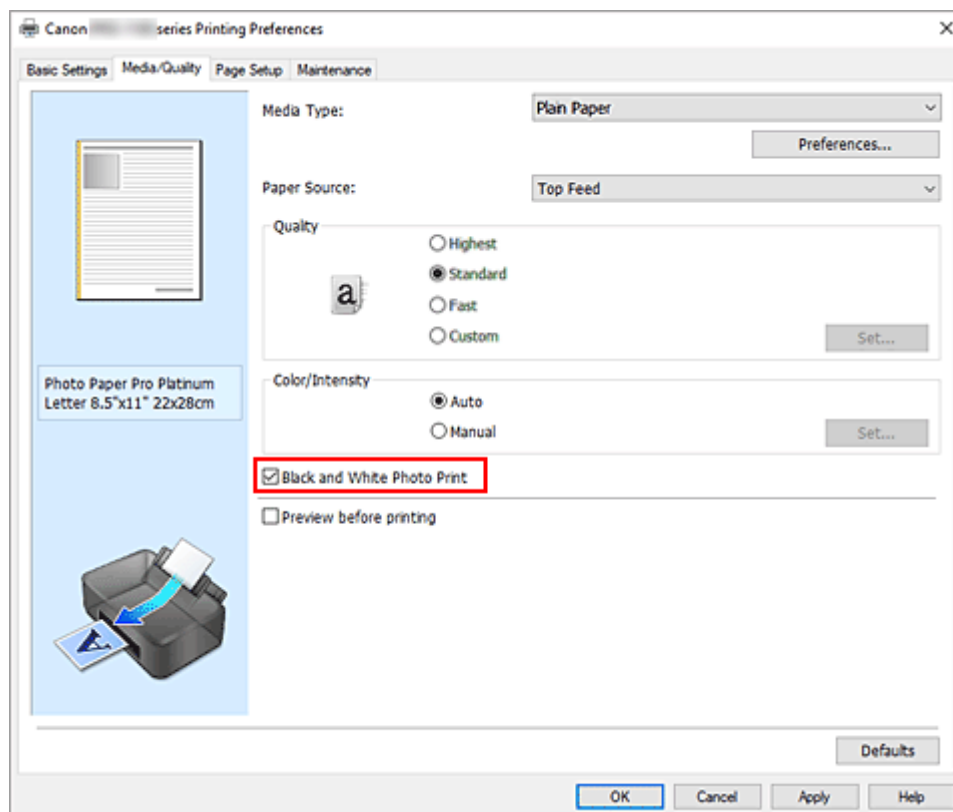 Canon series Printing Preferences
Basic Settings Media/Quality Page Setup Maintenance
Media Type: Plain Paper
Preferences...
Paper Source: Top Feed
Quality
Highest
a Standard
Fast
Custom Set...
Photo Paper Pro Platinum
Letter 8.5"x11" 22x28cm
Color/Intensity
Auto
Manual Set...
Black and White Photo Print
Preview before printing
A
Defaults
OK Cancel Apply Help